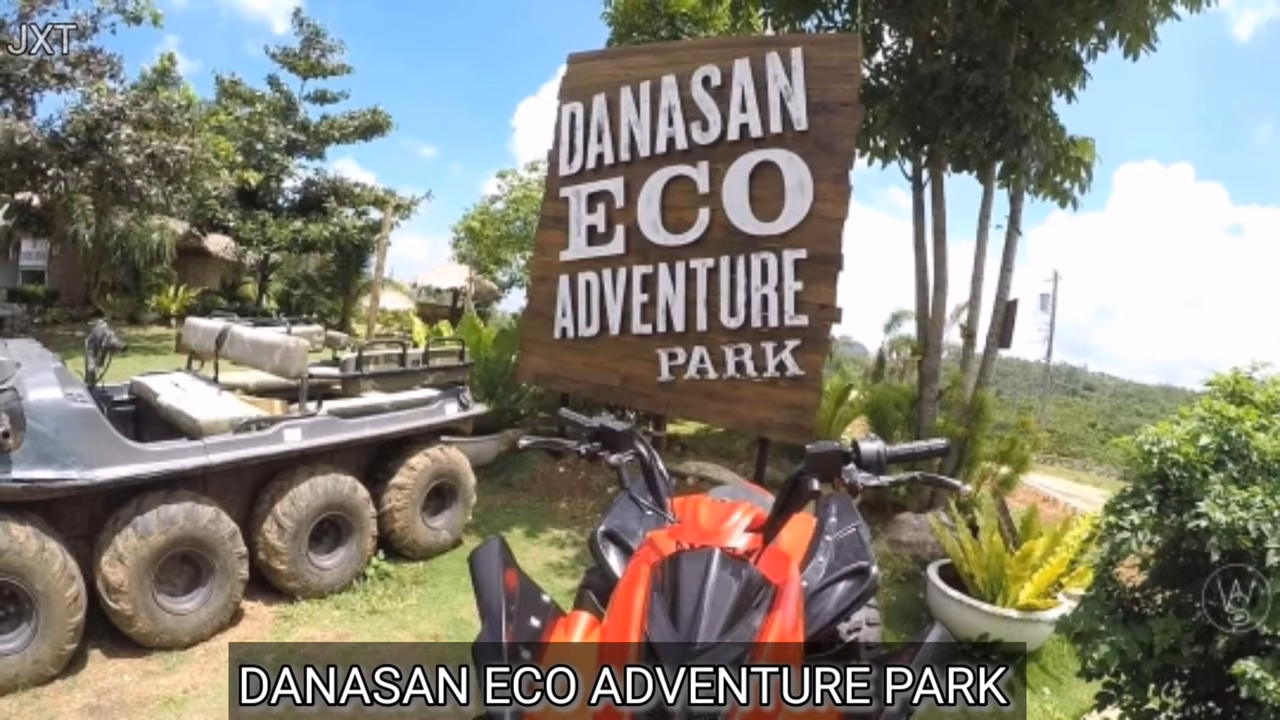 JXT
DANASAN
ECO
ADVENTURE
PARK
DANASAN ECO ADVENTURE PARK